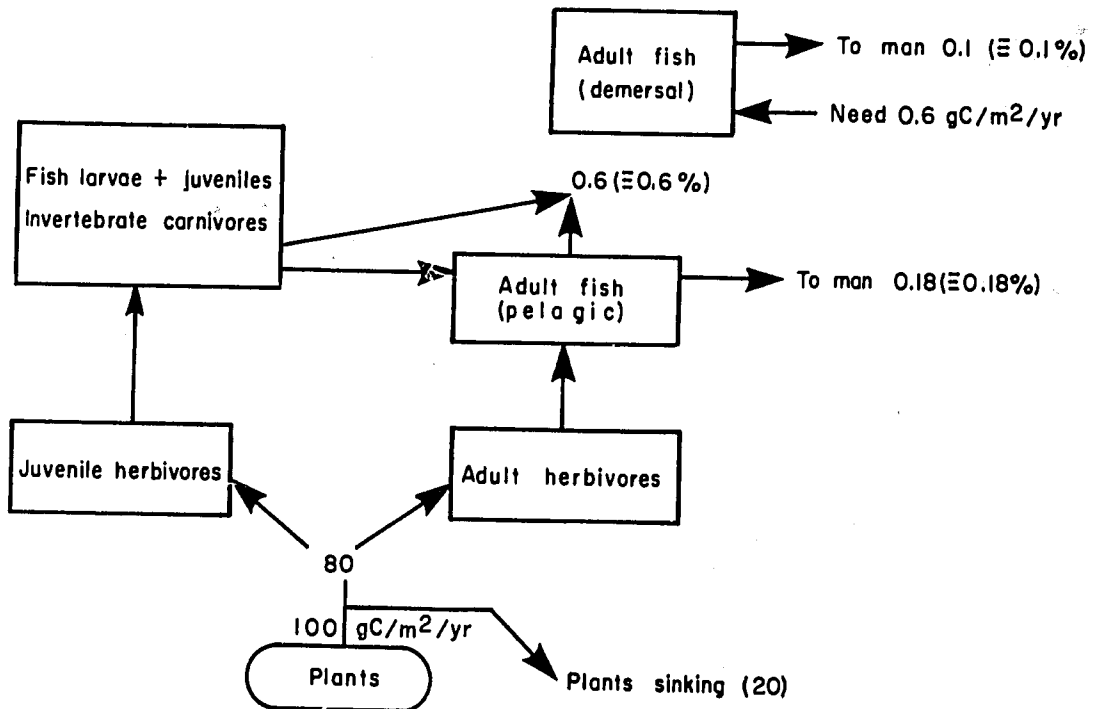 Adult fish
(demersal)
To man 0.1 (≡ 0.1%)
Need 0.6 gC/m²/yr
Fish larvae + juveniles
Invertebrate carnivores
0.6 (≡0.6%)
Adult fish
(pelagic)
To man 0.18 (≡0.18%)
Juvenile herbivores
Adult herbivores
80
100 gC/m²/yr
Plants
Plants sinking (20)